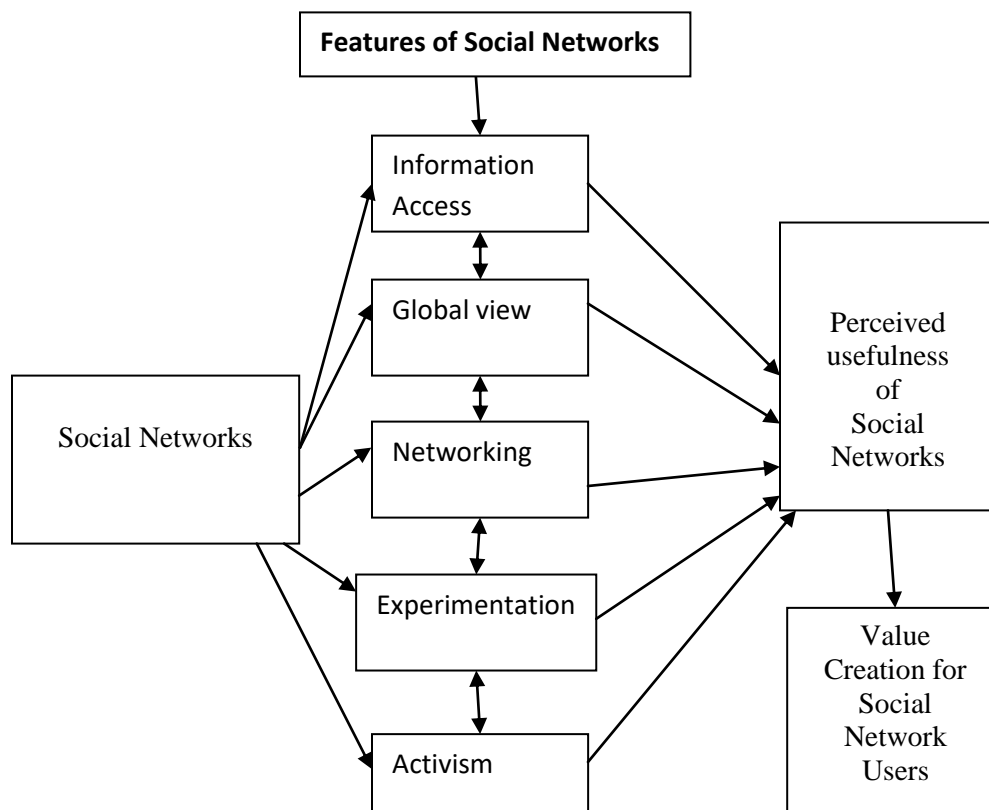 Features of Social Networks
Information
Access
Global view
Social Networks
Networking
Experimentation
Activism
Perceived
usefulness
of
Social
Networks
Value
Creation for
Social
Network
Users